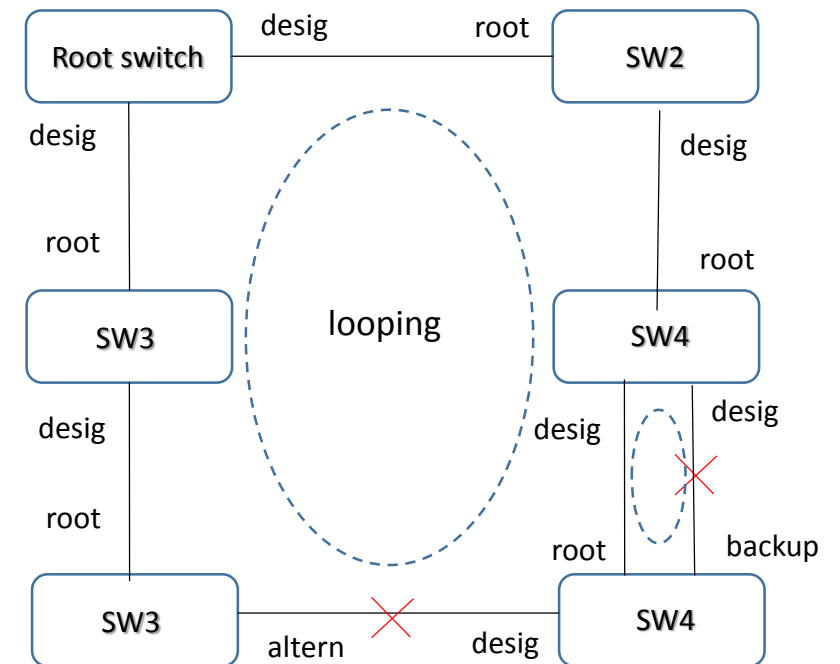 desig
root
Root switch
SW2
desig
desig
root
root
SW3
looping
SW4
desig
desig
desig
root
root
backup
SW3
SW4
altern
desig